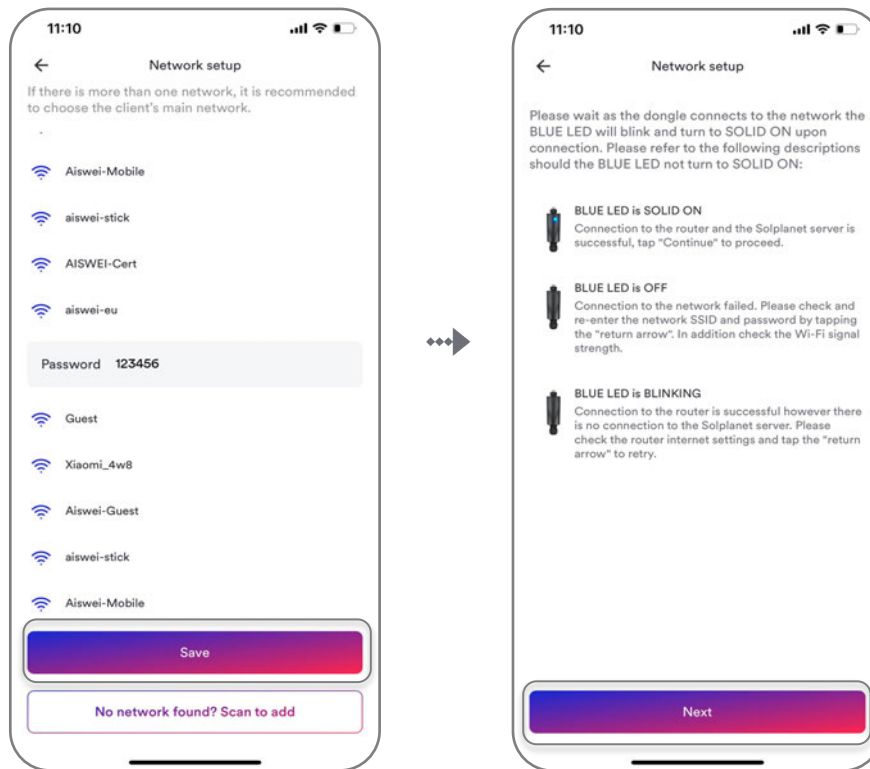 11:10
Network setup
If there is more than one network, it is recommended
to choose the client's main network.
Aiswei-Mobile
aiswei-stick
AISWEI-Cert
aiswei-eu
Password 123456
Guest
Xiaomi_4w8
Aiswei-Guest
aiswei-stick
Aiswei-Mobile
Save
No network found? Scan to add
11:10
Network setup
Please wait as the dongle connects to the network the
BLUE LED will blink and turn to SOLID ON upon
connection. Please refer to the following descriptions
should the BLUE LED not turn to SOLID ON:
BLUE LED is SOLID ON
Connection to the router and the Solplanet server is
successful, tap "Continue" to proceed.
BLUE LED is OFF
Connection to the network failed. Please check and
re-enter the network SSID and password by tapping
the "return arrow". In addition check the Wi-Fi signal
strength.
BLUE LED is BLINKING
Connection to the router is successful however there
is no connection to the Solplanet server. Please
check the router internet settings and tap the "return
arrow" to retry.
Next